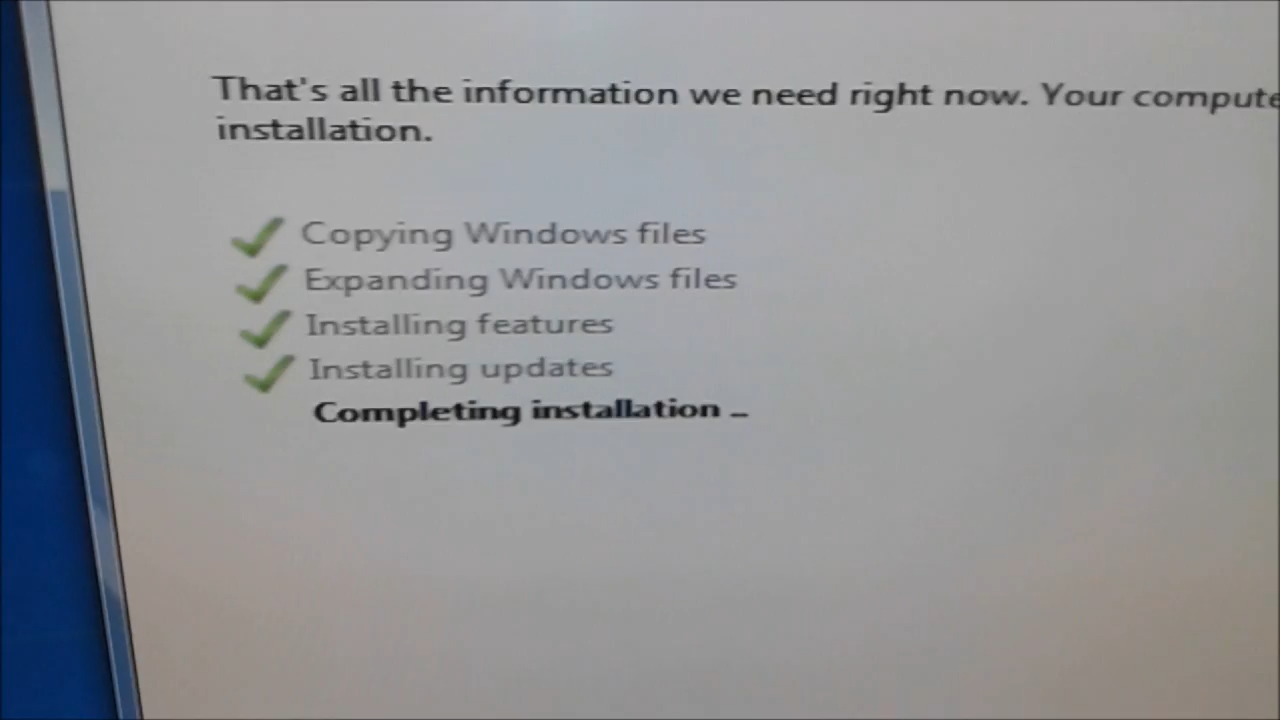 That's all the information we need right now. Your compute
installation.
Copying Windows files
Expanding Windows files
Installing features
Installing updates
Completing installation ...